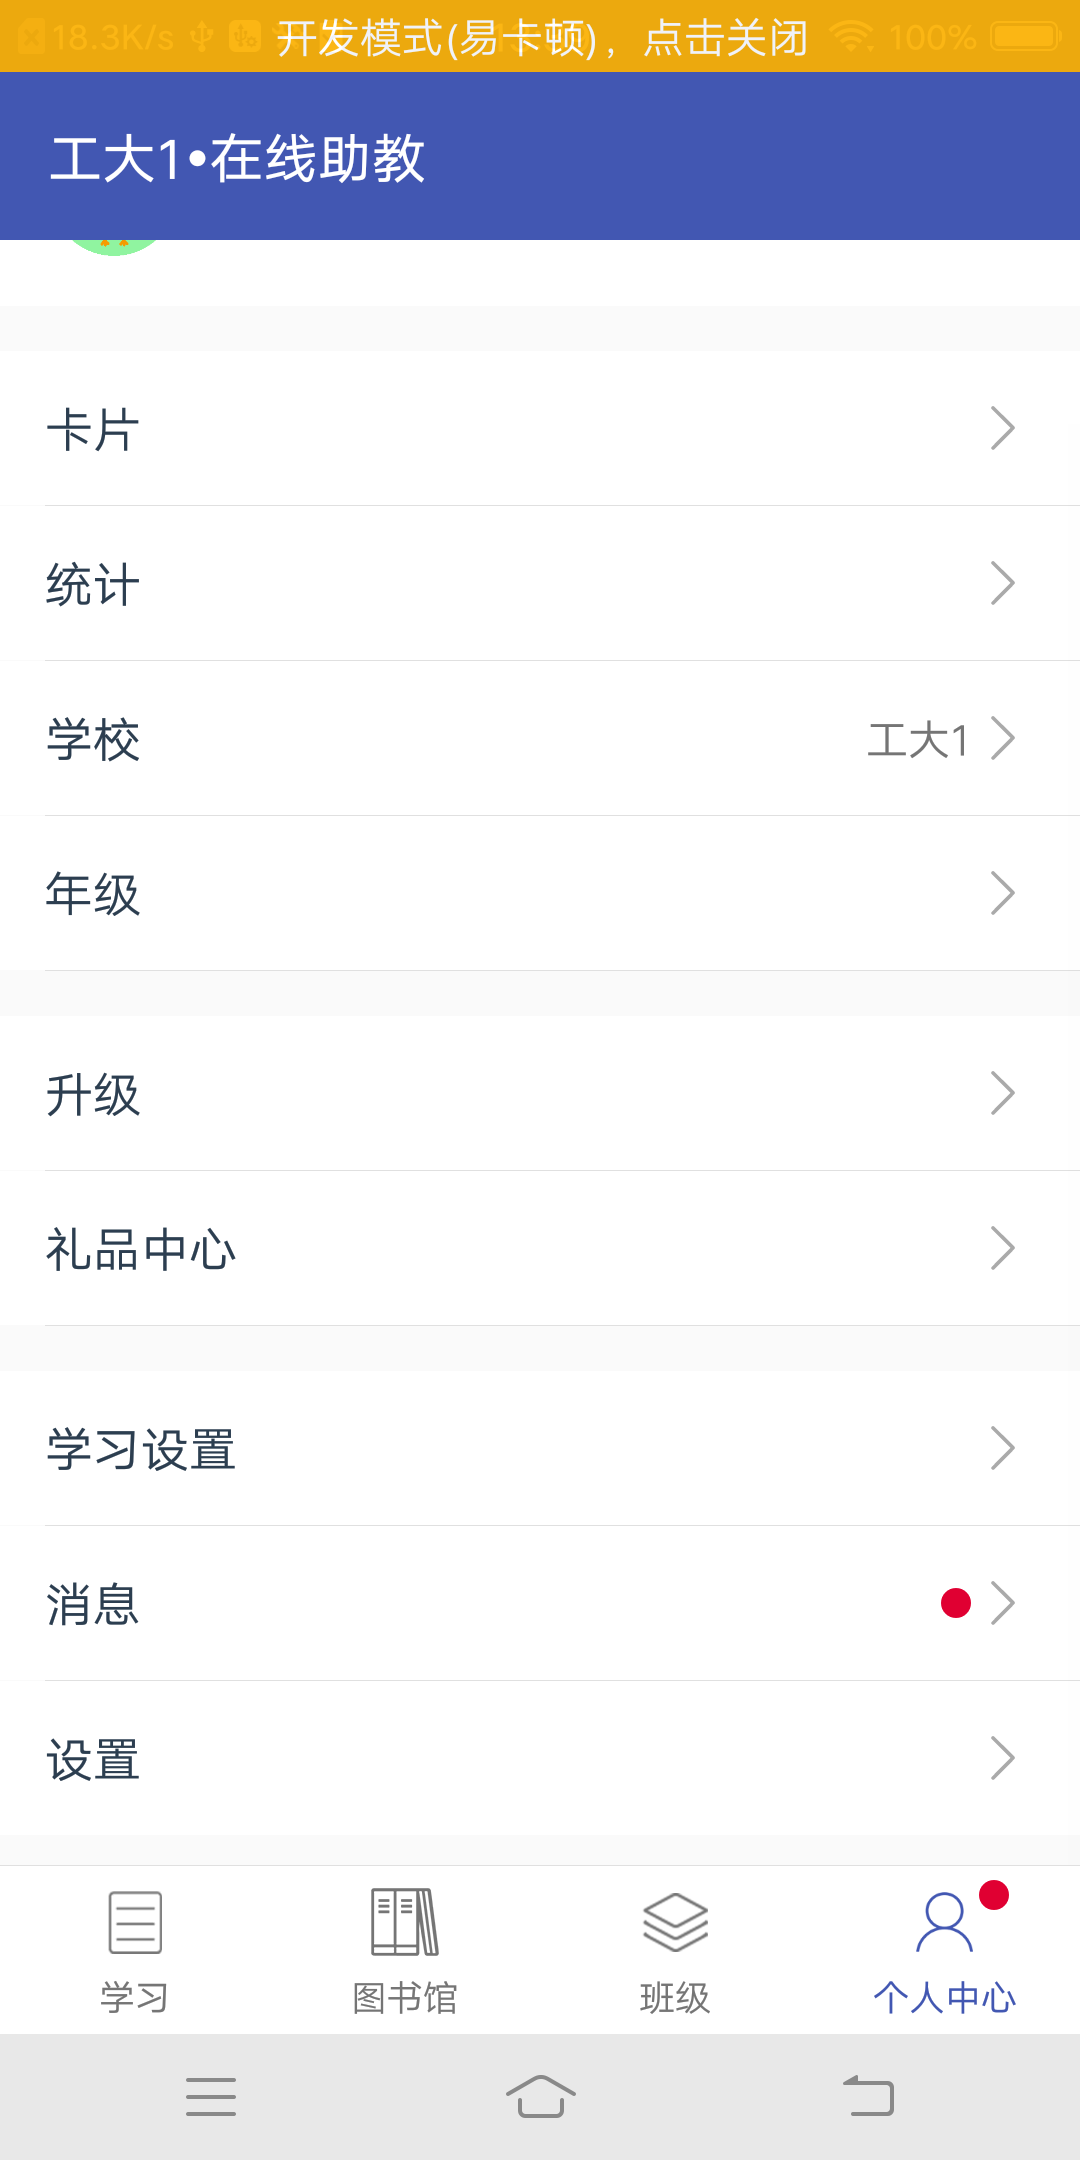 18.3K/s 开发模式(易卡顿)，点击关闭 100%
工大1•在线助教
卡片
统计
学校 工大1
年级
升级
礼品中心
学习设置
消息
设置
学习 图书馆 班级 个人中心